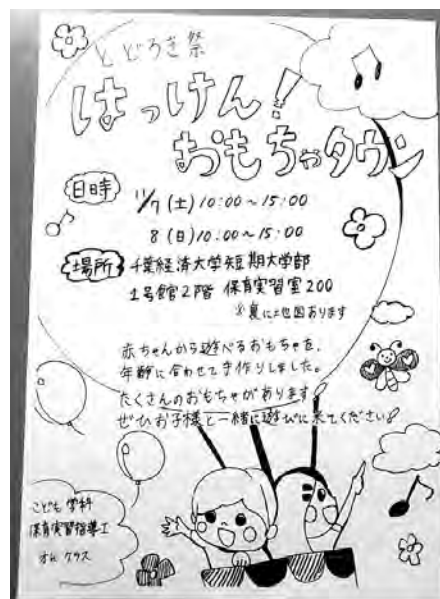 とどろき祭
はっけん!
おもちゃタウン
日時
11/7(土)10:00~15:00
8(日)10:00~15:00
場所
千葉経済大学短期大学部
1号館2階 保育実習室200
※裏に地図あります
赤ちゃんから遊べるおもちゃを、
年齢に合わせて手作りしました。
たくさんのおもちゃがあります!
ぜひお子様と一緒に遊びに来てください!
こども学科
保育実習指導I
クラス